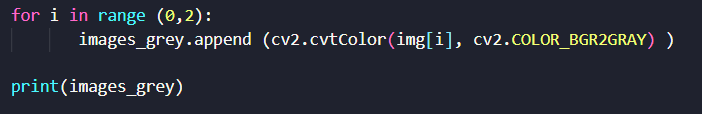 for i in range (0,2):
images_grey.append (cv2.cvtColor(img[i], cv2.COLOR_BGR2GRAY) )
print(images_grey)